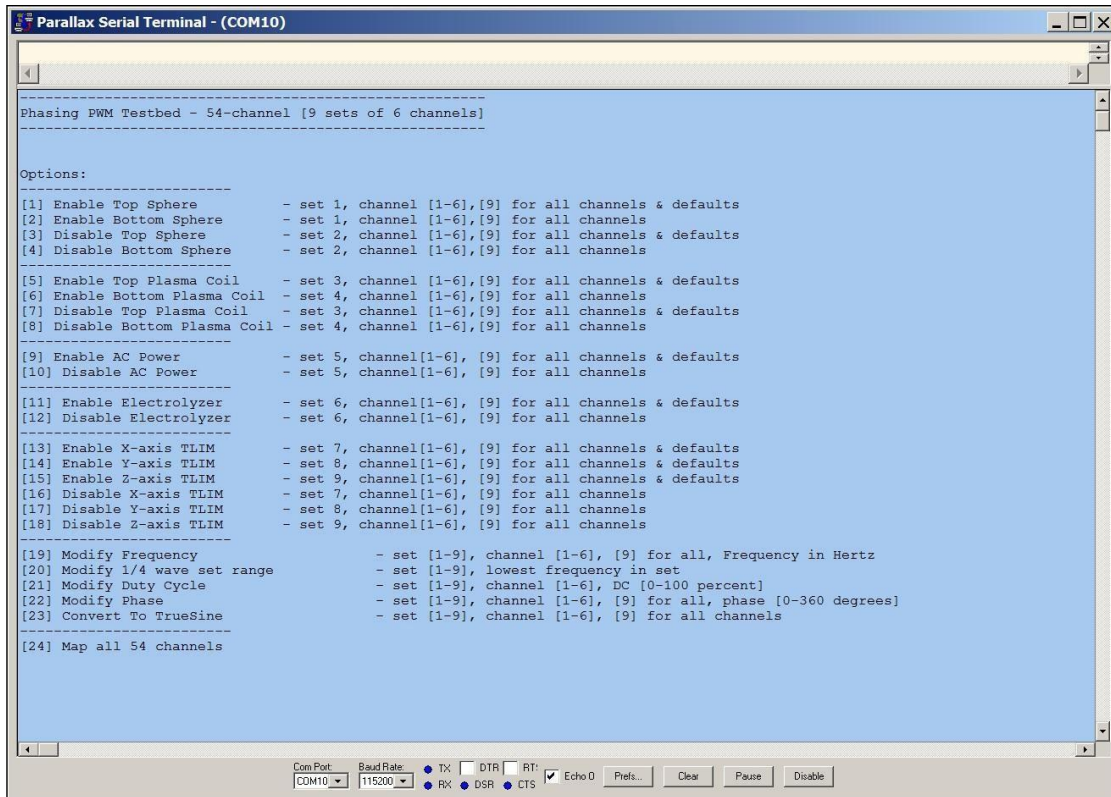 Parallax Serial Terminal - (COM10)
-------------------------------------------------------
Phasing PWM Testbed - 54-channel [9 sets of 6 channels]
-------------------------------------------------------
Options:
-------------------------
[1] Enable Top Sphere - set 1, channel [1-6],[9] for all channels & defaults
[2] Enable Bottom Sphere - set 1, channel [1-6],[9] for all channels
[3] Disable Top Sphere - set 2, channel [1-6],[9] for all channels & defaults
[4] Disable Bottom Sphere - set 2, channel [1-6],[9] for all channels
-------------------------
[5] Enable Top Plasma Coil - set 3, channel [1-6],[9] for all channels & defaults
[6] Enable Bottom Plasma Coil - set 4, channel [1-6],[9] for all channels
[7] Disable Top Plasma Coil - set 3, channel [1-6],[9] for all channels & defaults
[8] Disable Bottom Plasma Coil - set 4, channel [1-6],[9] for all channels
-------------------------
[9] Enable AC Power - set 5, channel[1-6], [9] for all channels & defaults
[10] Disable AC Power - set 5, channel[1-6], [9] for all channels
-------------------------
[11] Enable Electrolyzer - set 6, channel[1-6], [9] for all channels & defaults
[12] Disable Electrolyzer - set 6, channel[1-6], [9] for all channels
-------------------------
[13] Enable X-axis TLIM - set 7, channel[1-6], [9] for all channels & defaults
[14] Enable Y-axis TLIM - set 8, channel[1-6], [9] for all channels & defaults
[15] Enable Z-axis TLIM - set 9, channel[1-6], [9] for all channels & defaults
[16] Disable X-axis TLIM - set 7, channel[1-6], [9] for all channels
[17] Disable Y-axis TLIM - set 8, channel[1-6], [9] for all channels
[18] Disable Z-axis TLIM - set 9, channel[1-6], [9] for all channels
-------------------------
[19] Modify Frequency - set [1-9], channel [1-6], [9] for all, Frequency in Hertz
[20] Modify 1/4 wave set range - set [1-9], lowest frequency in set
[21] Modify Duty Cycle - set [1-9], channel [1-6], DC [0-100 percent]
[22] Modify Phase - set [1-9], channel [1-6], [9] for all, phase [0-360 degrees]
[23] Convert To TrueSine - set [1-9], channel [1-6], [9] for all channels
-------------------------
[24] Map all 54 channels
Com Port: Baud Rate: TX DTR RT:
COM10 115200 RX DSR CTS Echo O Prefs... Clear Pause Disable